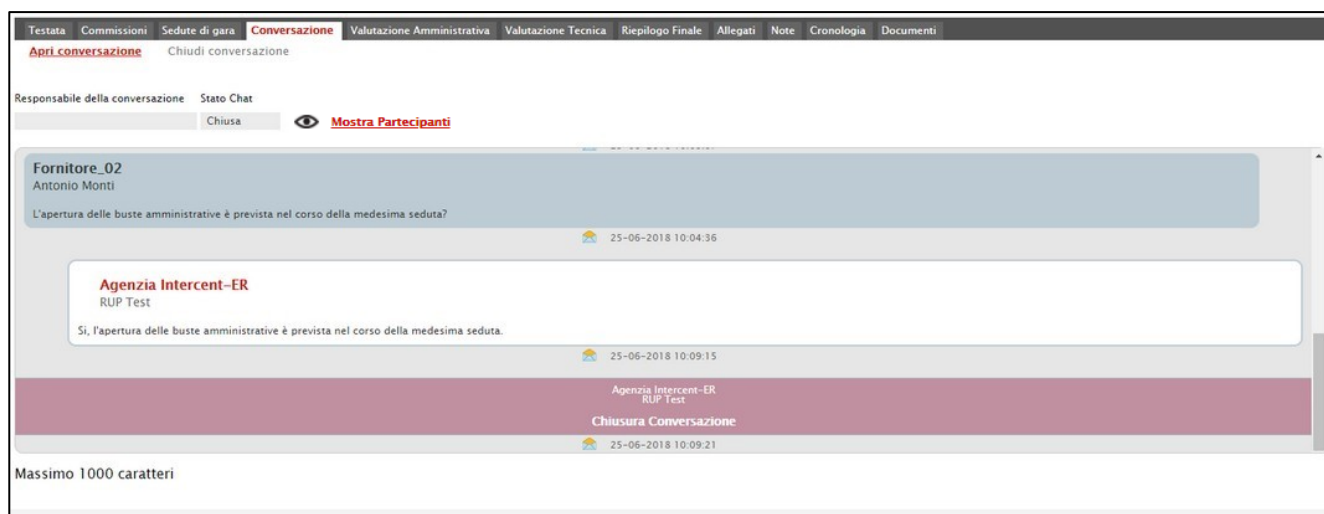 Testata Commissioni Sedute di gara Conversazione Valutazione Amministrativa Valutazione Tecnica Riepilogo Finale Allegati Note Cronologia Documenti
Apri conversazione Chiudi conversazione
Responsabile della conversazione Stato Chat
Chiusa Mostra Partecipanti
Fornitore_02
Antonio Monti
L'apertura delle buste amministrative è prevista nel corso della medesima seduta?
25-06-2018 10:04:36
Agenzia Intercent-ER
RUP Test
Si, l'apertura delle buste amministrative è prevista nel corso della medesima seduta.
25-06-2018 10:09:15
Agenzia Intercent-ER
RUP Test
Chiusura Conversazione
25-06-2018 10:09:21
Massimo 1000 caratteri